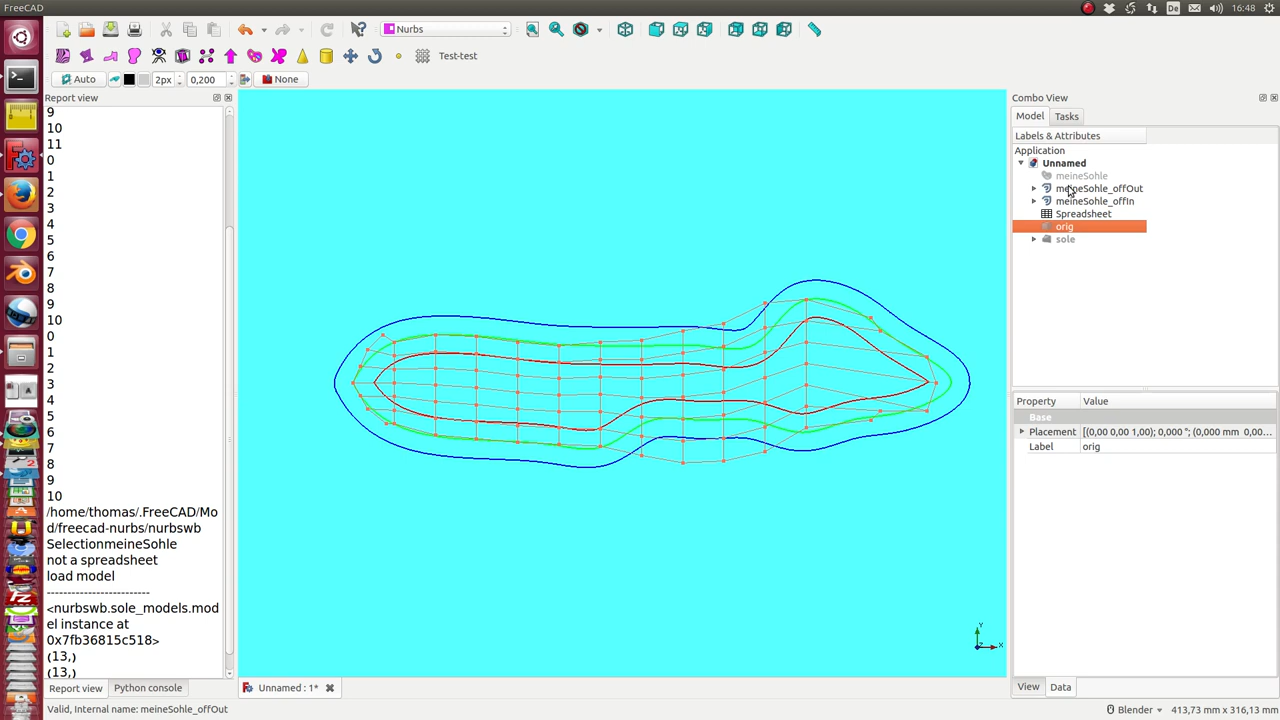 FreeCAD
De
16:48
Nurbs
Test-test
Auto
2px
0,200
None
Report view
9
10
11
0
1
2
3
4
5
6
7
8
9
10
0
1
2
3
4
5
6
7
8
9
10
/home/thomas/.FreeCAD/Mo
d/freecad-nurbs/nurbswb
SelectionmeineSohle
not a spreadsheet
load model
--------------------------
<nurbswb.sole_models.mod
el instance at
0x7fb36815c518>
(13,)
(13,)
Report view
Python console
Unnamed : 1*
Y
X
Combo View
Model
Tasks
Labels & Attributes
Application
Unnamed
meineSohle
meineSohle_offOut
meineSohle_offIn
Spreadsheet
orig
sole
Property Value
Base
Placement [(0,00 0,00 1,00); 0,000 °; (0,000 mm 0,00...
Label orig
View
Data
Valid, Internal name: meineSohle_offOut
Blender
413,73 mm x 316,13 mm